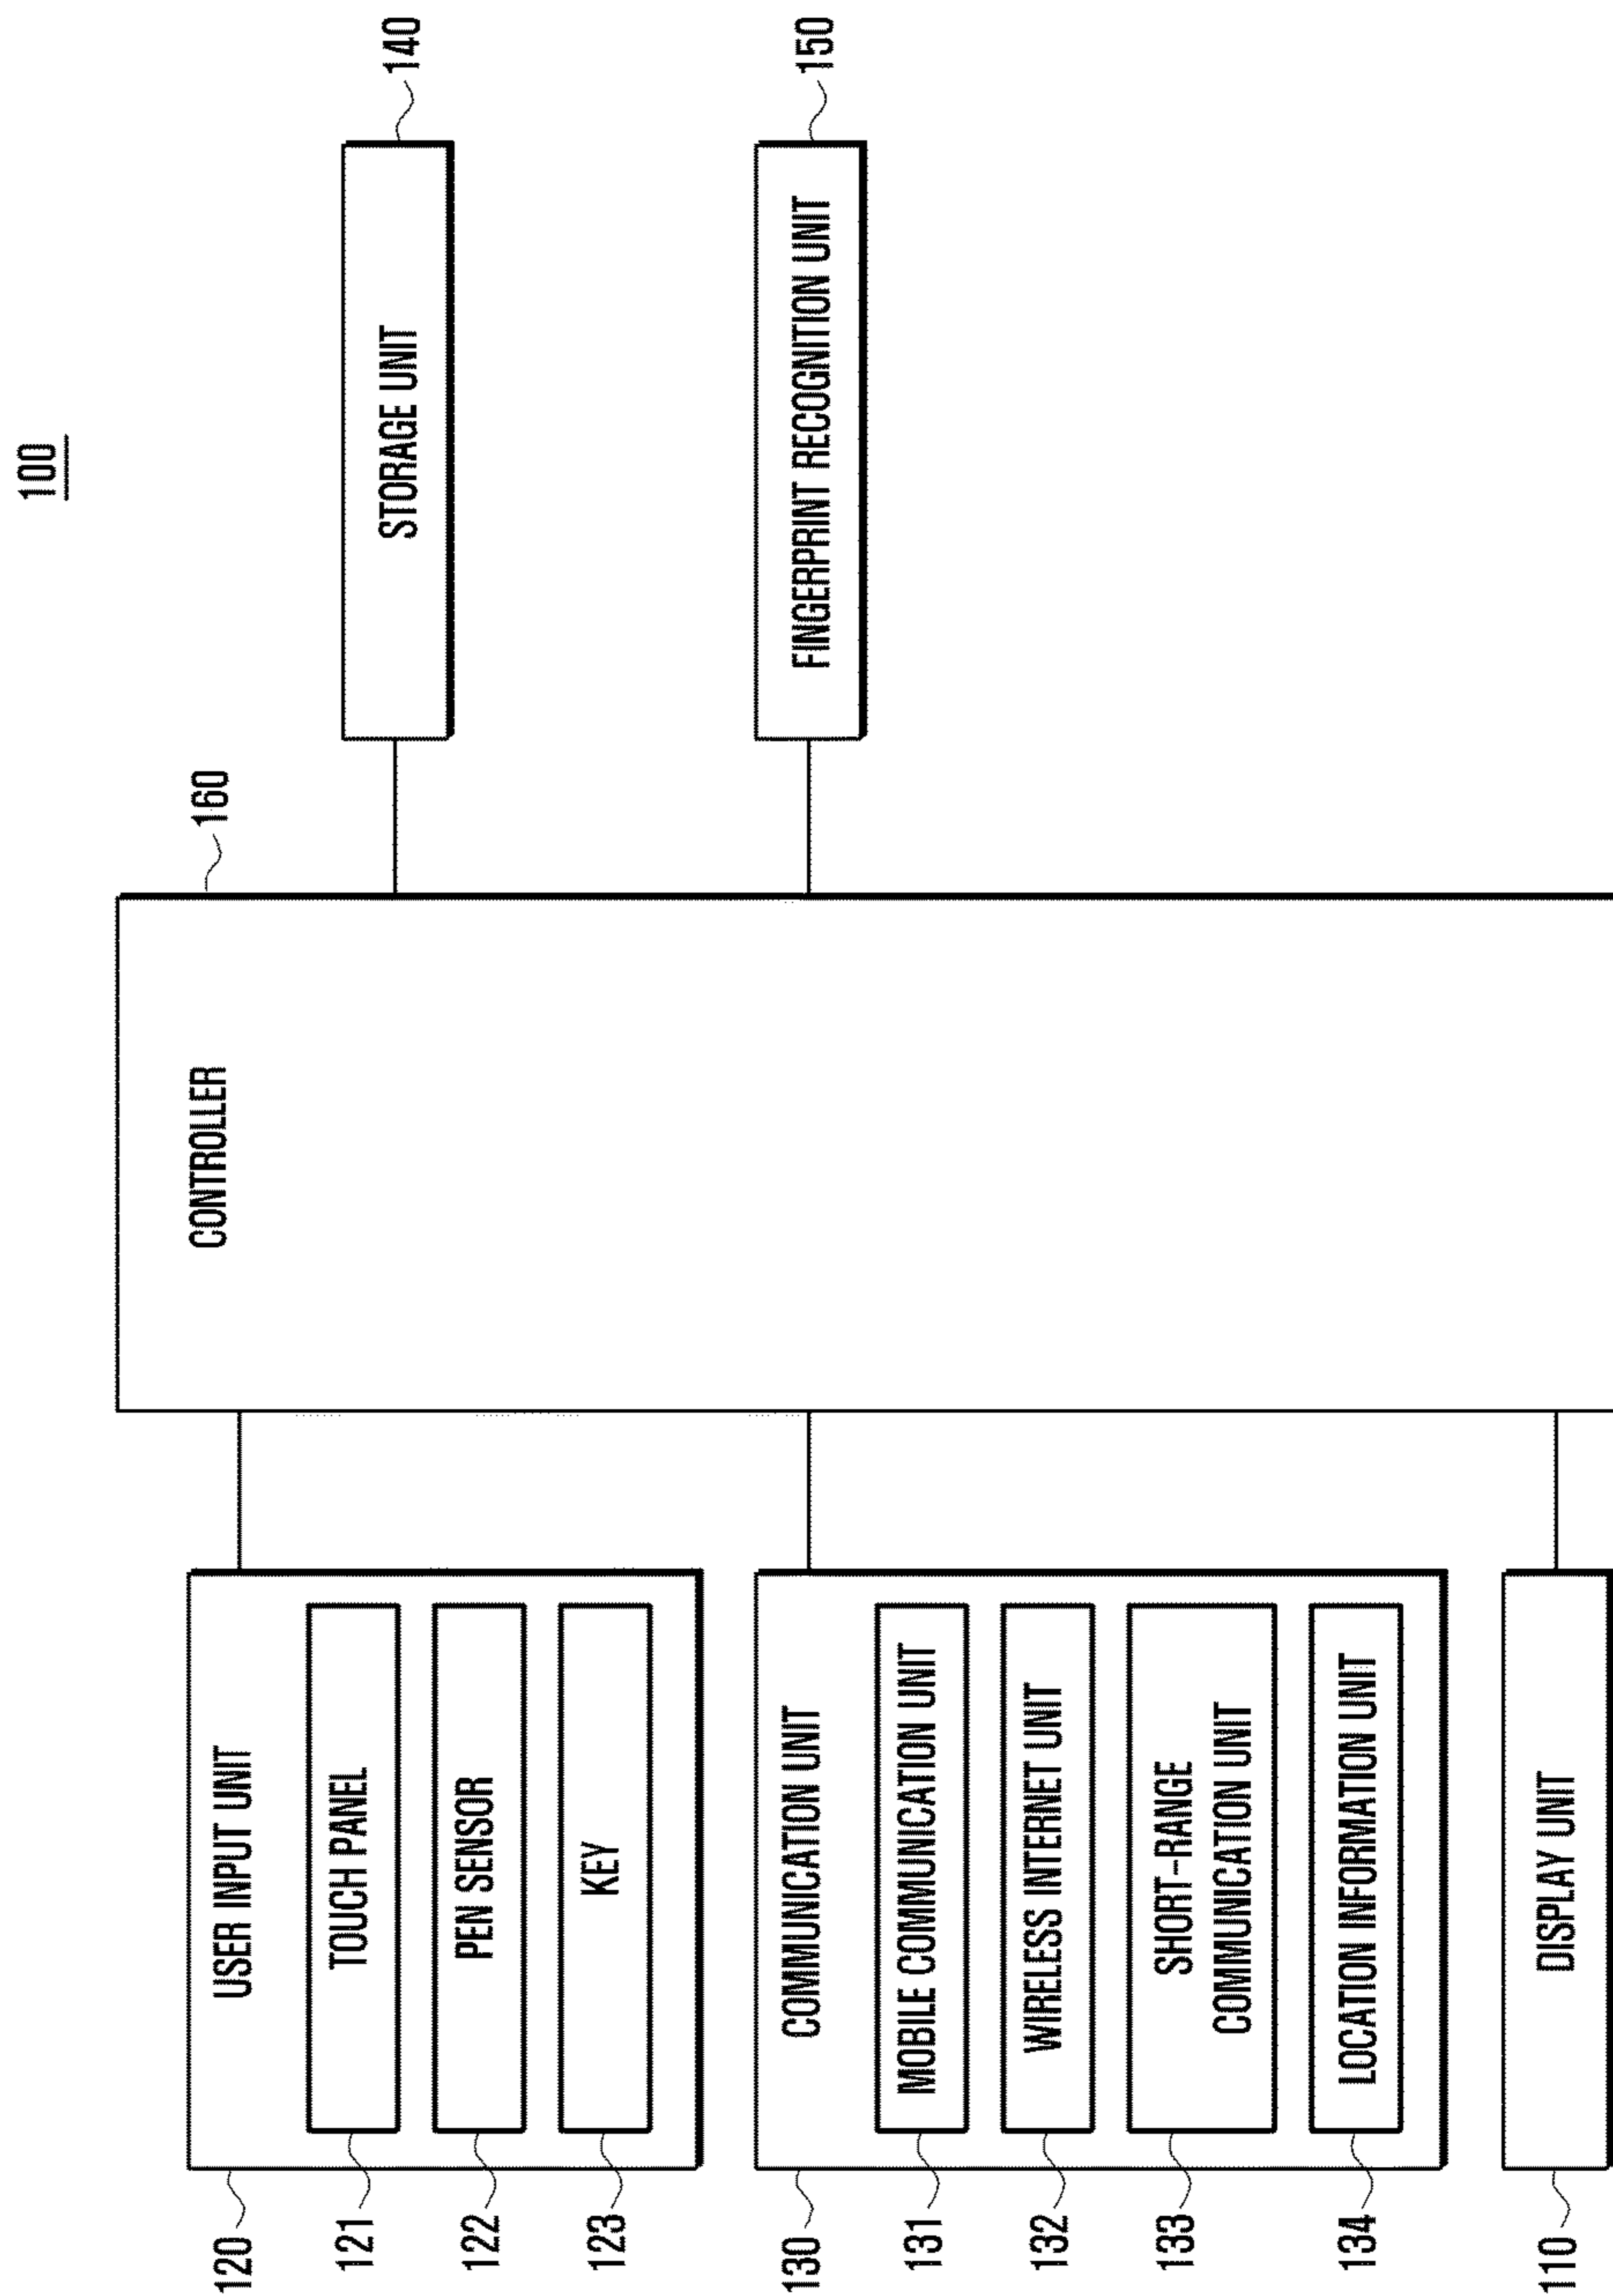 100
120
USER INPUT UNIT
121
TOUCH PANEL
122
PEN SENSOR
123
KEY
130
COMMUNICATION UNIT
131
MOBILE COMMUNICATION UNIT
132
WIRELESS INTERNET UNIT
133
SHORT-RANGE
COMMUNICATION UNIT
134
LOCATION INFORMATION UNIT
110
DISPLAY UNIT
CONTROLLER
160
STORAGE UNIT
140
FINGERPRINT RECOGNITION UNIT
150